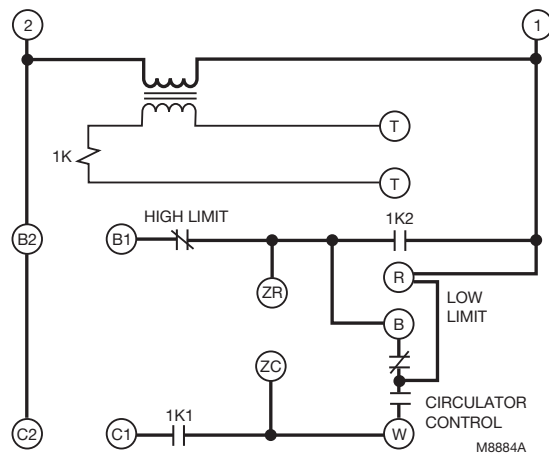 2
1
T
1K
T
HIGH LIMIT
1K2
B2
B1
R
ZR
LOW
LIMIT
B
ZC
CIRCULATOR
CONTROL
1K1
C2
C1
W
M8884A